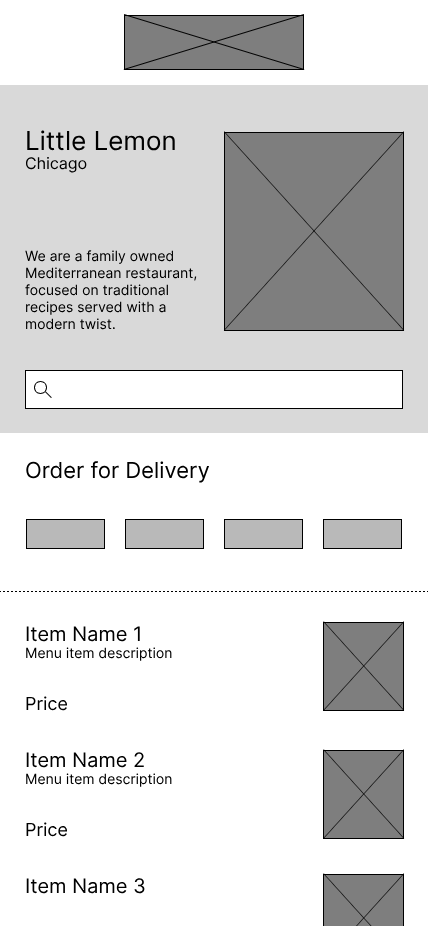 Little Lemon
Chicago
We are a family owned
Mediterranean restaurant,
focused on traditional
recipes served with a
modern twist.
Order for Delivery
Item Name 1
Menu item description
Price
Item Name 2
Menu item description
Price
Item Name 3